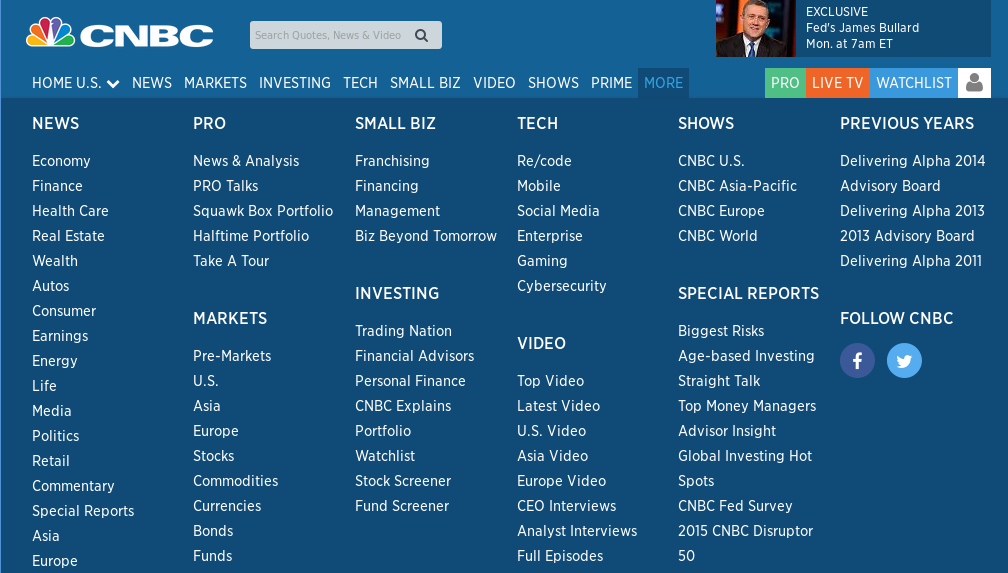 CNBC
Search Quotes, News & Video
EXCLUSIVE
Fed's James Bullard
Mon. at 7am ET
HOME U.S. NEWS MARKETS INVESTING TECH SMALL BIZ VIDEO SHOWS PRIME MORE PRO LIVE TV WATCHLIST
NEWS
Economy
Finance
Health Care
Real Estate
Wealth
Autos
Consumer
Earnings
Energy
Life
Media
Politics
Retail
Commentary
Special Reports
Asia
Europe
PRO
News & Analysis
PRO Talks
Squawk Box Portfolio
Halftime Portfolio
Take A Tour
MARKETS
Pre-Markets
U.S.
Asia
Europe
Stocks
Commodities
Currencies
Bonds
Funds
SMALL BIZ
Franchising
Financing
Management
Biz Beyond Tomorrow
INVESTING
Trading Nation
Financial Advisors
Personal Finance
CNBC Explains
Portfolio
Watchlist
Stock Screener
Fund Screener
TECH
Re/code
Mobile
Social Media
Enterprise
Gaming
Cybersecurity
VIDEO
Top Video
Latest Video
U.S. Video
Asia Video
Europe Video
CEO Interviews
Analyst Interviews
Full Episodes
SHOWS
CNBC U.S.
CNBC Asia-Pacific
CNBC Europe
CNBC World
SPECIAL REPORTS
Biggest Risks
Age-based Investing
Straight Talk
Top Money Managers
Advisor Insight
Global Investing Hot
Spots
CNBC Fed Survey
2015 CNBC Disruptor
50
PREVIOUS YEARS
Delivering Alpha 2014
Advisory Board
Delivering Alpha 2013
2013 Advisory Board
Delivering Alpha 2011
FOLLOW CNBC